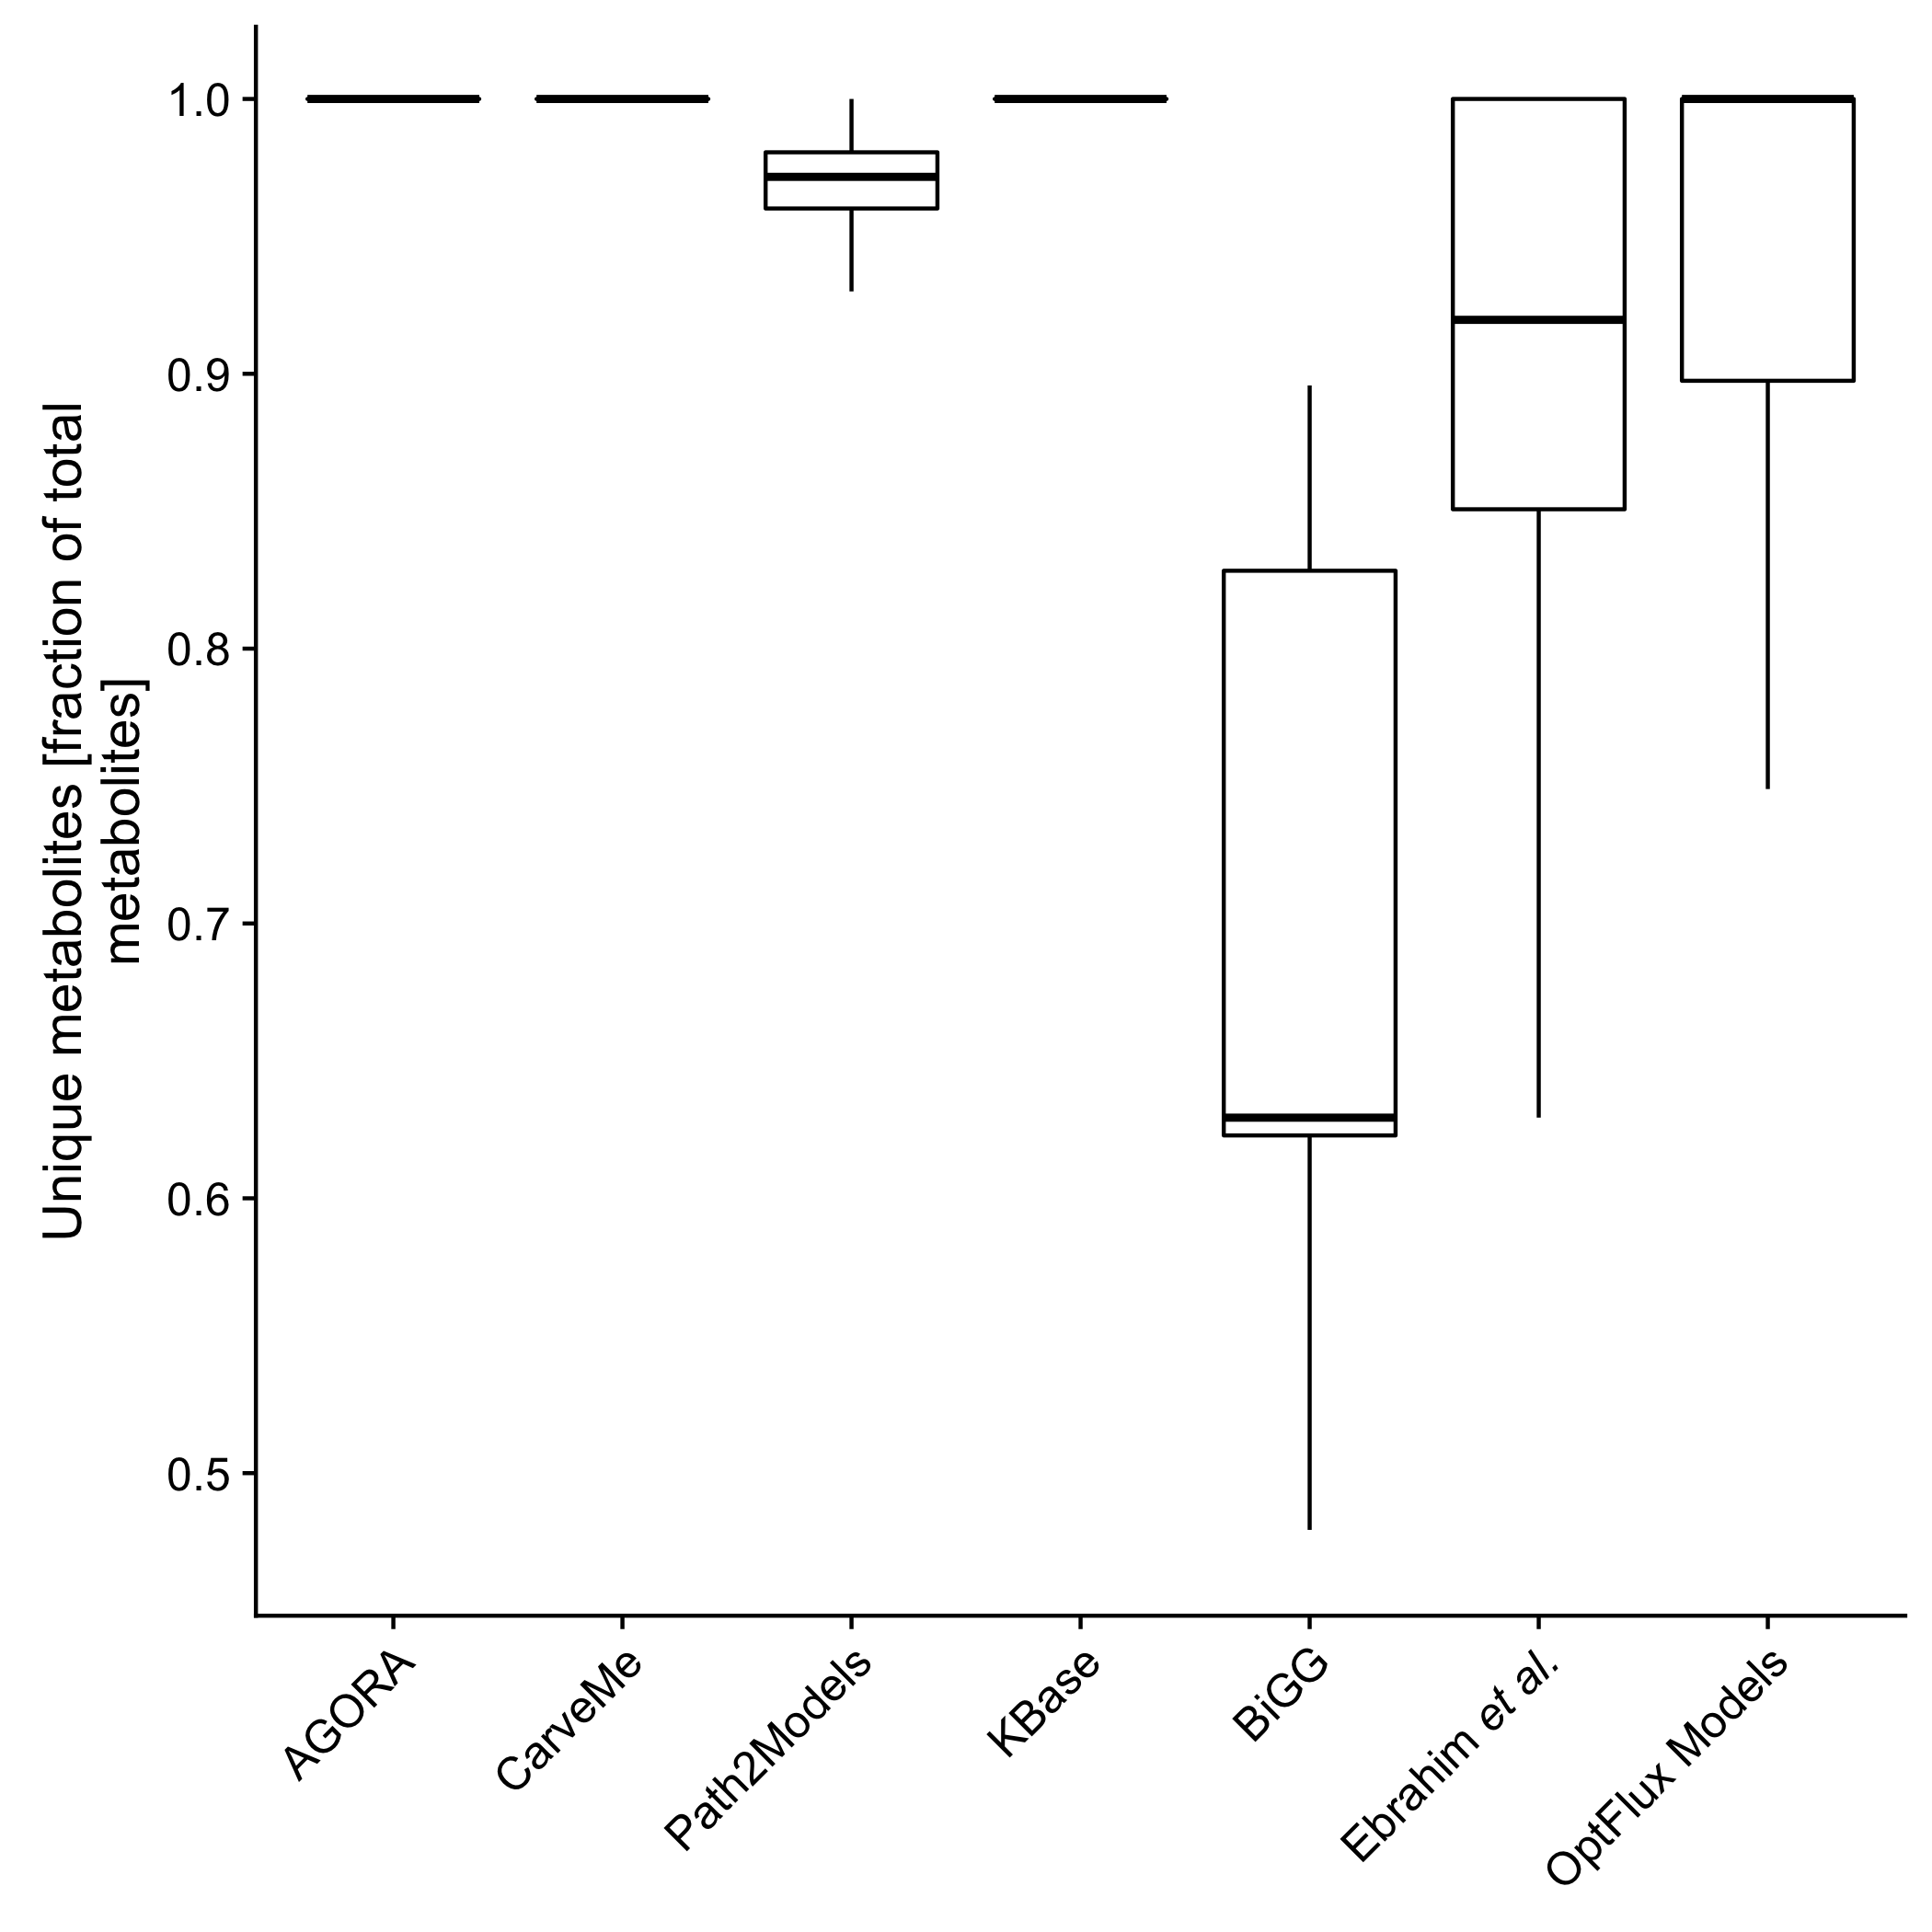 Unique metabolites [fraction of total
metabolites]
1.0
0.9
0.8
0.7
0.6
0.5
AGORA
CarveMe
Path2Models
KBase
BiGG
Ebrahim et al.
OptFlux Models